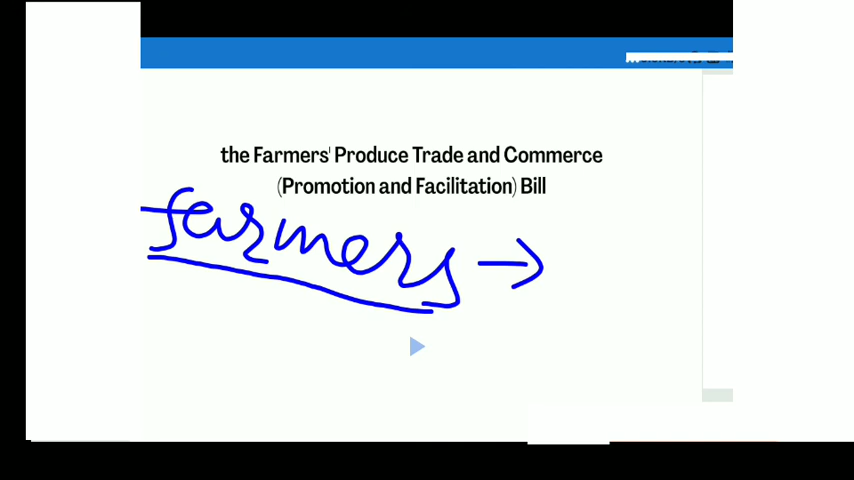 the Farmers' Produce Trade and Commerce
(Promotion and Facilitation) Bill
farmers →